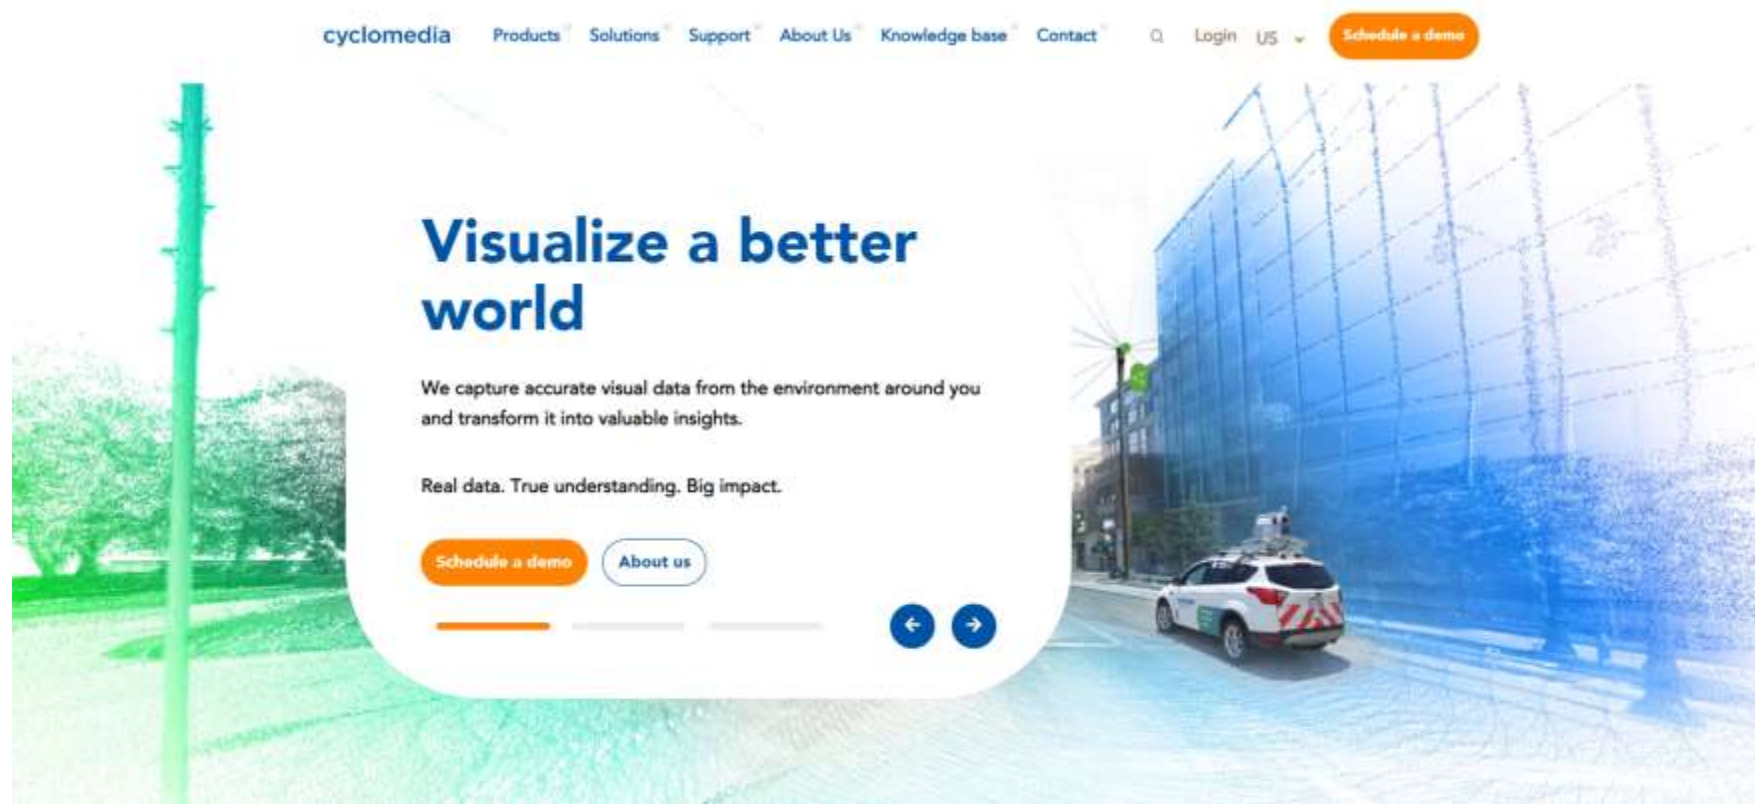 cyclomedia Products Solutions Support About Us Knowledge base Contact Login US Schedule a demo
Visualize a better
world
We capture accurate visual data from the environment around you
and transform it into valuable insights.
Real data. True understanding. Big impact.
Schedule a demo About us